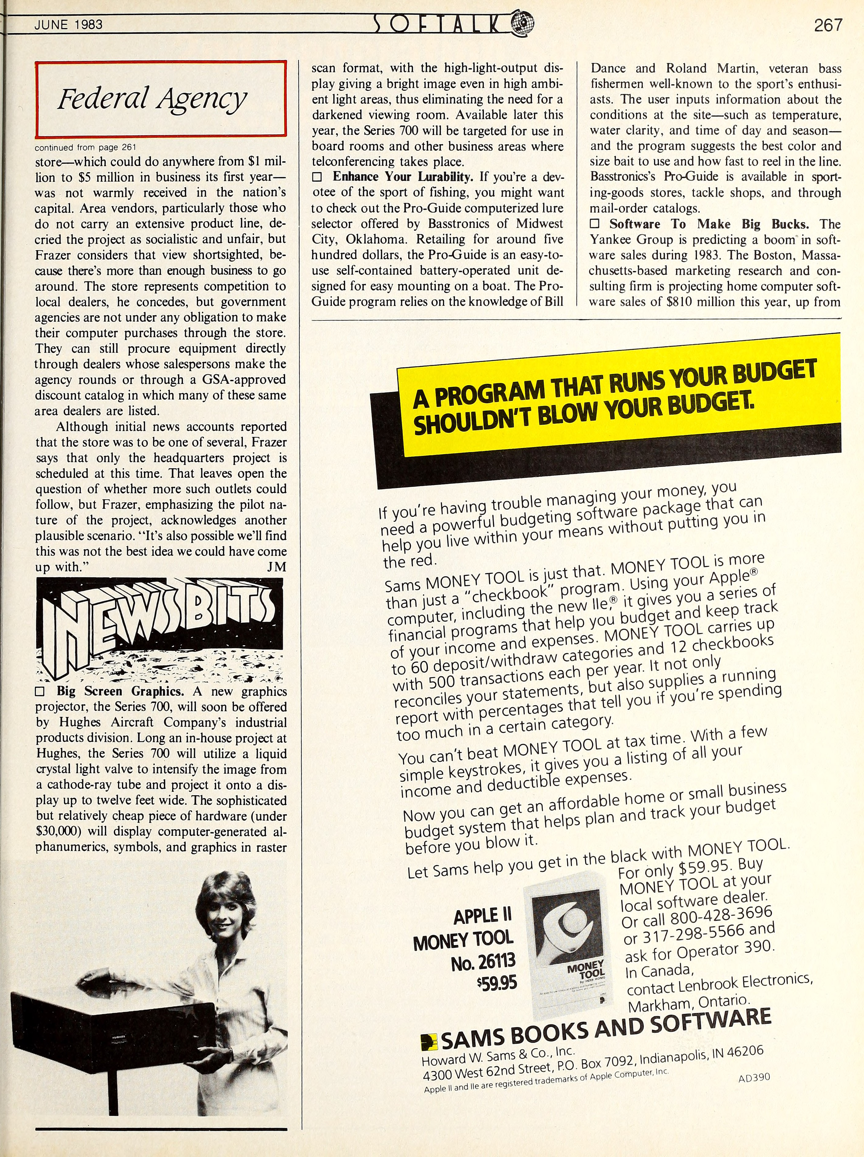 JUNE 1983
SOFTALK
267
Federal Agency
continued from page 261
store—which could do anywhere from $1 mil-
lion to $5 million in business its first year—
was not warmly received in the nation's
capital. Area vendors, particularly those who
do not carry an extensive product line, de-
cried the project as socialistic and unfair, but
Frazer considers that view shortsighted, be-
cause there's more than enough business to go
around. The store represents competition to
local dealers, he concedes, but government
agencies are not under any obligation to make
their computer purchases through the store.
They can still procure equipment directly
through dealers whose salespersons make the
agency rounds or through a GSA-approved
discount catalog in which many of these same
area dealers are listed.
Although initial news accounts reported
that the store was to be one of several, Frazer
says that only the headquarters project is
scheduled at this time. That leaves open the
question of whether more such outlets could
follow, but Frazer, emphasizing the pilot na-
ture of the project, acknowledges another
plausible scenario. "It's also possible we'll find
this was not the best idea we could have come
up with." JM
NEWSBITS
□ Big Screen Graphics. A new graphics
projector, the Series 700, will soon be offered
by Hughes Aircraft Company's industrial
products division. Long an in-house project at
Hughes, the Series 700 will utilize a liquid
crystal light valve to intensify the image from
a cathode-ray tube and project it onto a dis-
play up to twelve feet wide. The sophisticated
but relatively cheap piece of hardware (under
$30,000) will display computer-generated al-
phanumerics, symbols, and graphics in raster
scan format, with the high-light-output dis-
play giving a bright image even in high ambi-
ent light areas, thus eliminating the need for a
darkened viewing room. Available later this
year, the Series 700 will be targeted for use in
board rooms and other business areas where
telconferencing takes place.
□ Enhance Your Lurability. If you're a dev-
otee of the sport of fishing, you might want
to check out the Pro-Guide computerized lure
selector offered by Basstronics of Midwest
City, Oklahoma. Retailing for around five
hundred dollars, the Pro-Guide is an easy-to-
use self-contained battery-operated unit de-
signed for easy mounting on a boat. The Pro-
Guide program relies on the knowledge of Bill
Dance and Roland Martin, veteran bass
fishermen well-known to the sport's enthusi-
asts. The user inputs information about the
conditions at the site—such as temperature,
water clarity, and time of day and season—
and the program suggests the best color and
size bait to use and how fast to reel in the line.
Basstronics's Pro-Guide is available in sport-
ing-goods stores, tackle shops, and through
mail-order catalogs.
□ Software To Make Big Bucks. The
Yankee Group is predicting a boom in soft-
ware sales during 1983. The Boston, Massa-
chusetts-based marketing research and con-
sulting firm is projecting home computer soft-
ware sales of $810 million this year, up from
A PROGRAM THAT RUNS YOUR BUDGET
SHOULDN'T BLOW YOUR BUDGET.
If you're having trouble managing your money, you
need a powerful budgeting software package that can
help you live within your means without putting you in
the red.
Sams MONEY TOOL is just that. MONEY TOOL is more
than just a "checkbook" program. Using your Apple®
computer, including the new IIe,® it gives you a series of
financial programs that help you budget and keep track
of your income and expenses. MONEY TOOL carries up
to 60 deposit/withdraw categories and 12 checkbooks
with 500 transactions each per year. It not only
reconciles your statements, but also supplies a running
report with percentages that tell you if you're spending
too much in a certain category.
You can't beat MONEY TOOL at tax time. With a few
simple keystrokes, it gives you a listing of all your
income and deductible expenses.
Now you can get an affordable home or small business
budget system that helps plan and track your budget
before you blow it.
Let Sams help you get in the black with MONEY TOOL.
For only $59.95. Buy
MONEY TOOL at your
local software dealer.
Or call 800-428-3696
or 317-298-5566 and
ask for Operator 390.
In Canada,
contact Lenbrook Electronics,
Markham, Ontario.
APPLE II
MONEY TOOL
No. 26113
$59.95
MONEY
TOOL
SAMS BOOKS AND SOFTWARE
Howard W. Sams & Co., Inc.
4300 West 62nd Street, P.O. Box 7092, Indianapolis, IN 46206
Apple II and IIe are registered trademarks of Apple Computer, Inc.
AD390